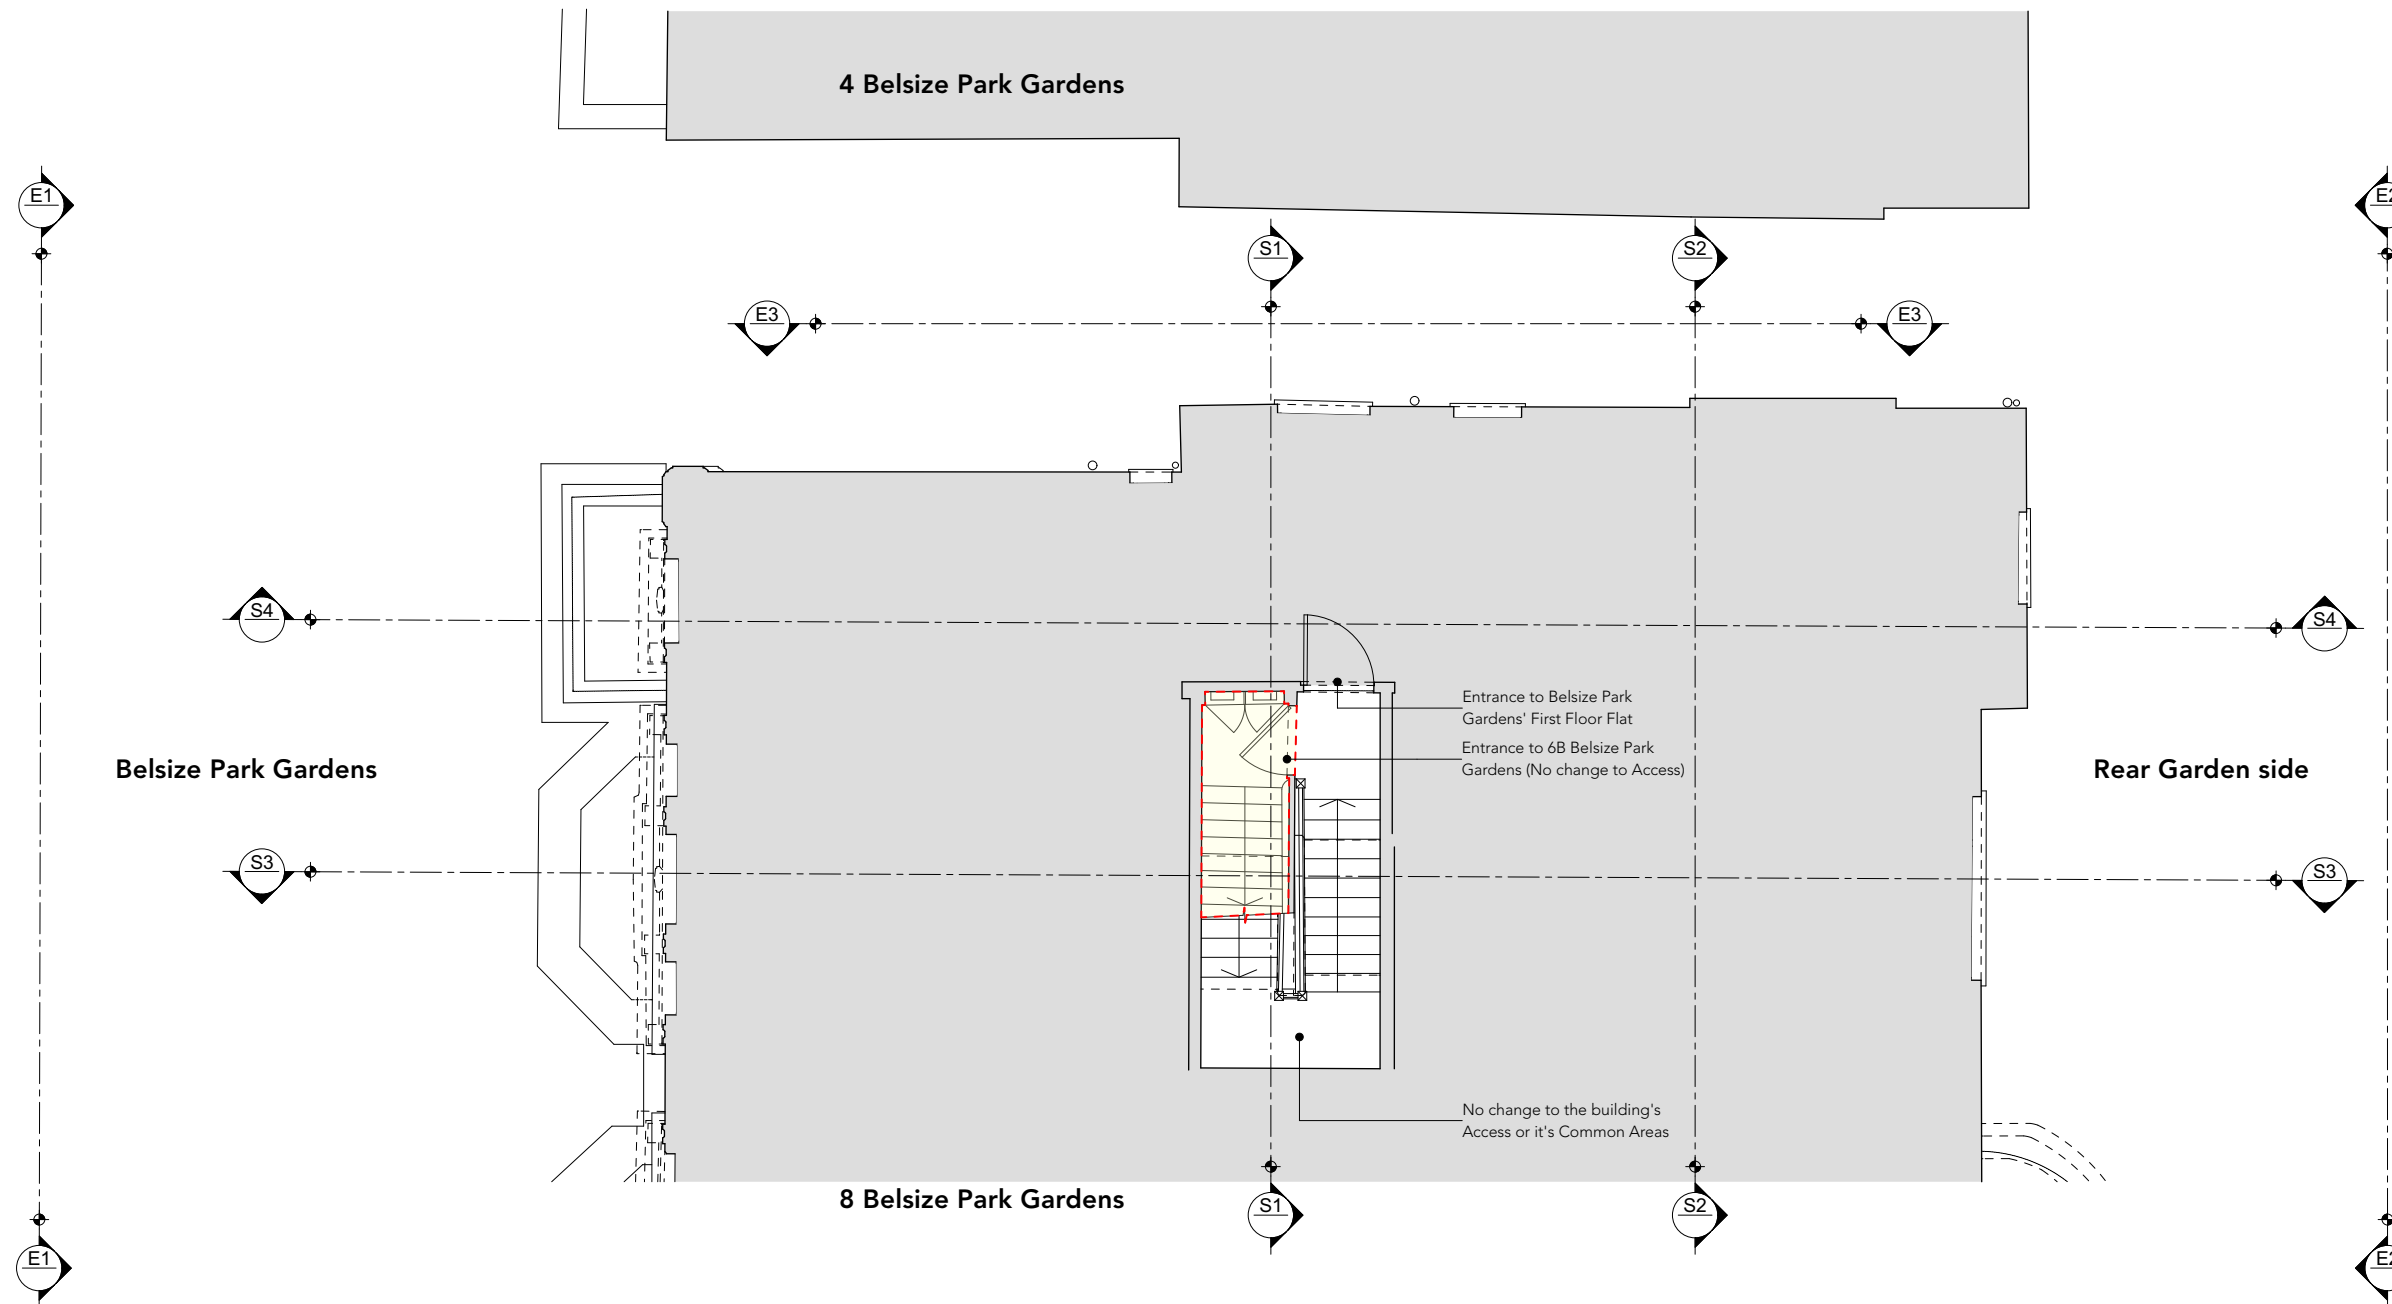 4 Belsize Park Gardens
E1
E2
S1
S2
E3
E3
S4
S4
Entrance to Belsize Park
Gardens' First Floor Flat
Entrance to 6B Belsize Park
Gardens (No change to Access)
Belsize Park Gardens
Rear Garden side
S3
S3
No change to the building's
Access or it's Common Areas
8 Belsize Park Gardens
S1
S2
E1
E2